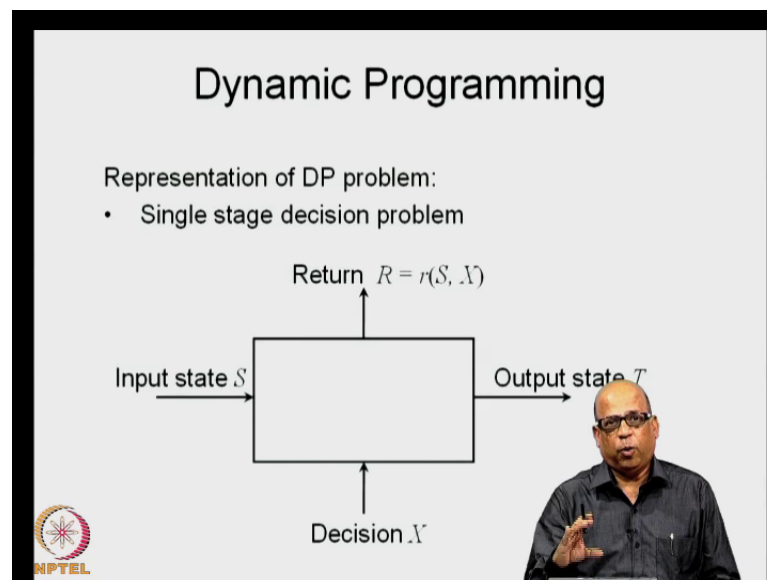 Dynamic Programming
Representation of DP problem:
• Single stage decision problem
Return R = r(S, X)
Input state S
Output state T
Decision X
NPTEL